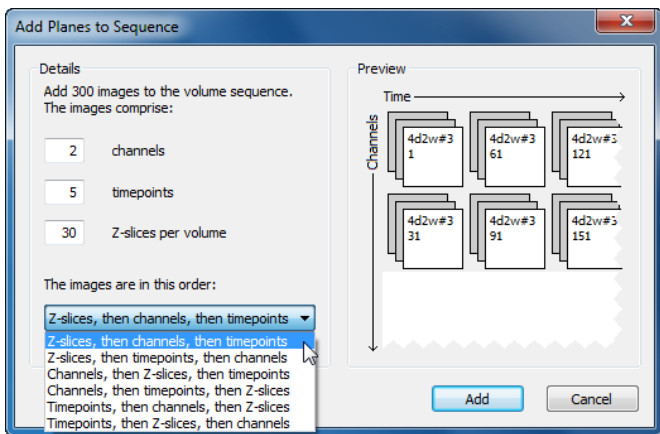 Add Planes to Sequence
Details
Add 300 images to the volume sequence.
The images comprise:
2 channels
5 timepoints
30 Z-slices per volume
The images are in this order:
Z-slices, then channels, then timepoints
Z-slices, then channels, then timepoints
Z-slices, then timepoints, then channels
Channels, then Z-slices, then timepoints
Channels, then timepoints, then Z-slices
Timepoints, then channels, then Z-slices
Timepoints, then Z-slices, then channels
Preview
Time
Channels
4d2w#3 4d2w#3 4d2w#3
1 61 121
4d2w#3 4d2w#3 4d2w#3
31 91 151
Add Cancel